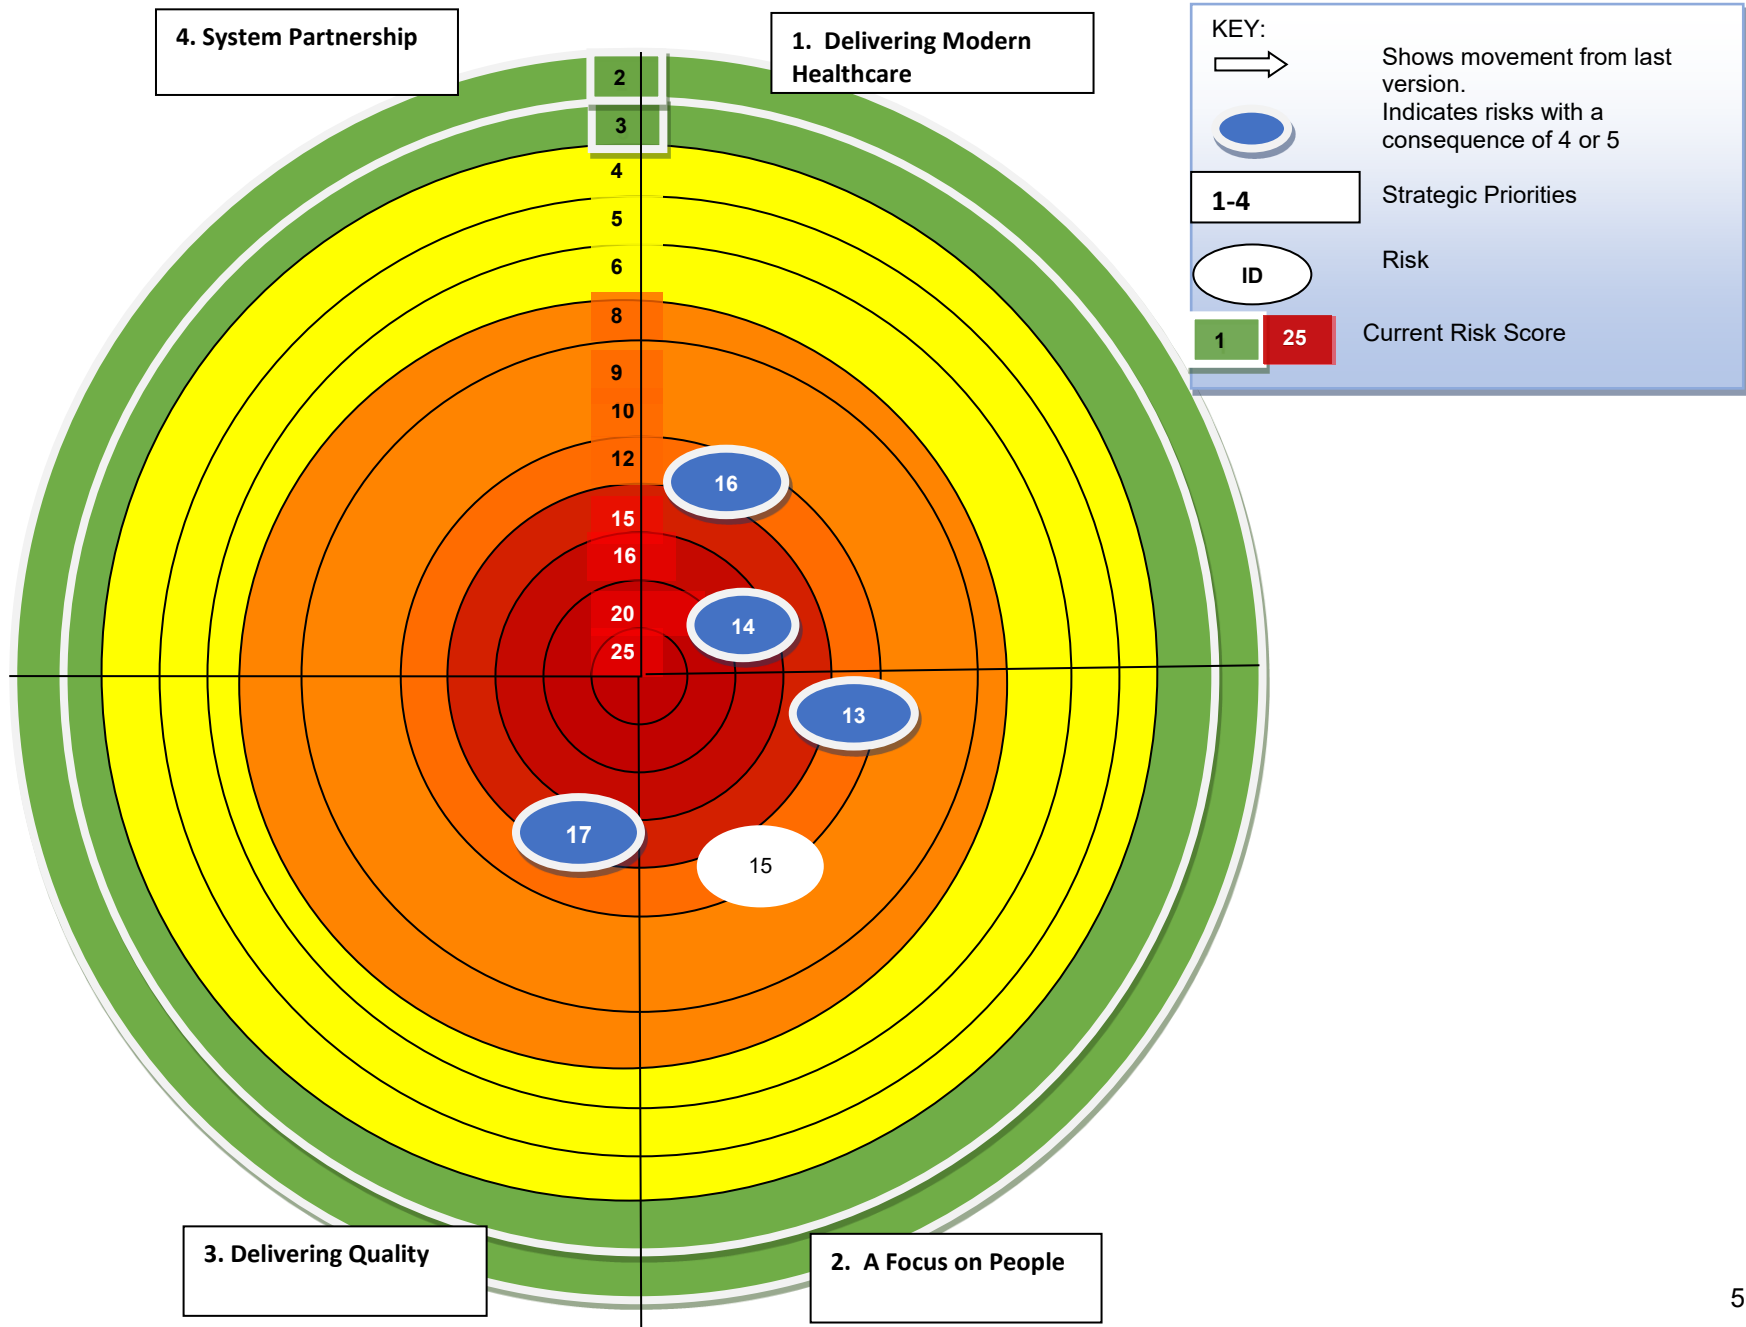 4. System Partnership
1. Delivering Modern
Healthcare
KEY:
Shows movement from last
version.
Indicates risks with a
consequence of 4 or 5
1-4
Strategic Priorities
ID
Risk
1
25
Current Risk Score
2
3
4
5
6
8
9
10
12
16
15
16
20
14
25
13
17
15
3. Delivering Quality
2. A Focus on People
5